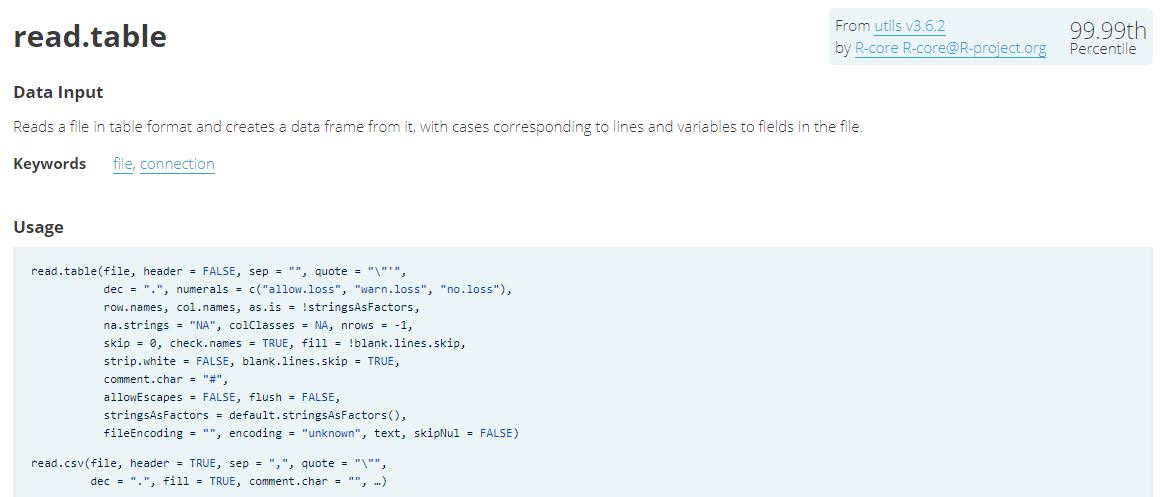 read.table
From utils v3.6.2
by R-core R-core@R-project.org
99.99th
Percentile
Data Input
Reads a file in table format and creates a data frame from it, with cases corresponding to lines and variables to fields in the file.
Keywords file, connection
Usage
read.table(file, header = FALSE, sep = "", quote = "\"'",
dec = ".", numerals = c("allow.loss", "warn.loss", "no.loss"),
row.names, col.names, as.is = !stringsAsFactors,
na.strings = "NA", colClasses = NA, nrows = -1,
skip = 0, check.names = TRUE, fill = !blank.lines.skip,
strip.white = FALSE, blank.lines.skip = TRUE,
comment.char = "#",
allowEscapes = FALSE, flush = FALSE,
stringsAsFactors = default.stringsAsFactors(),
fileEncoding = "", encoding = "unknown", text, skipNul = FALSE)
read.csv(file, header = TRUE, sep = ",", quote = "\"",
dec = ".", fill = TRUE, comment.char = "", …)